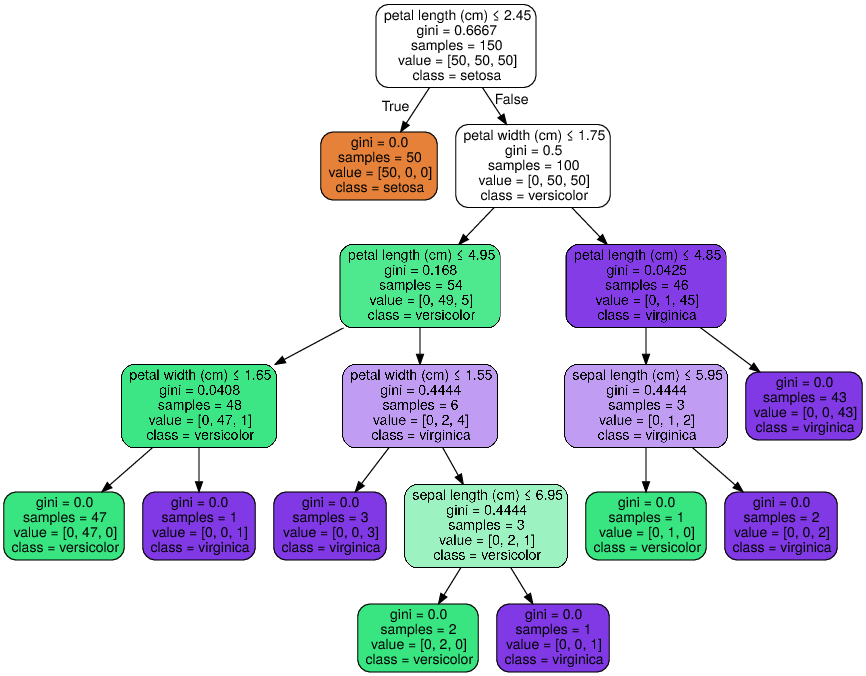 petal length (cm) ≤ 2.45
gini = 0.6667
samples = 150
value = [50, 50, 50]
class = setosa
True
False
gini = 0.0
samples = 50
value = [50, 0, 0]
class = setosa
petal width (cm) ≤ 1.75
gini = 0.5
samples = 100
value = [0, 50, 50]
class = versicolor
petal length (cm) ≤ 4.95
gini = 0.168
samples = 54
value = [0, 49, 5]
class = versicolor
petal length (cm) ≤ 4.85
gini = 0.0425
samples = 46
value = [0, 1, 45]
class = virginica
petal width (cm) ≤ 1.65
gini = 0.0408
samples = 48
value = [0, 47, 1]
class = versicolor
petal width (cm) ≤ 1.55
gini = 0.4444
samples = 6
value = [0, 2, 4]
class = virginica
sepal length (cm) ≤ 5.95
gini = 0.4444
samples = 3
value = [0, 1, 2]
class = virginica
gini = 0.0
samples = 43
value = [0, 0, 43]
class = virginica
gini = 0.0
samples = 47
value = [0, 47, 0]
class = versicolor
gini = 0.0
samples = 1
value = [0, 0, 1]
class = virginica
gini = 0.0
samples = 3
value = [0, 0, 3]
class = virginica
sepal length (cm) ≤ 6.95
gini = 0.4444
samples = 3
value = [0, 2, 1]
class = versicolor
gini = 0.0
samples = 1
value = [0, 1, 0]
class = versicolor
gini = 0.0
samples = 2
value = [0, 0, 2]
class = virginica
gini = 0.0
samples = 2
value = [0, 2, 0]
class = versicolor
gini = 0.0
samples = 1
value = [0, 0, 1]
class = virginica